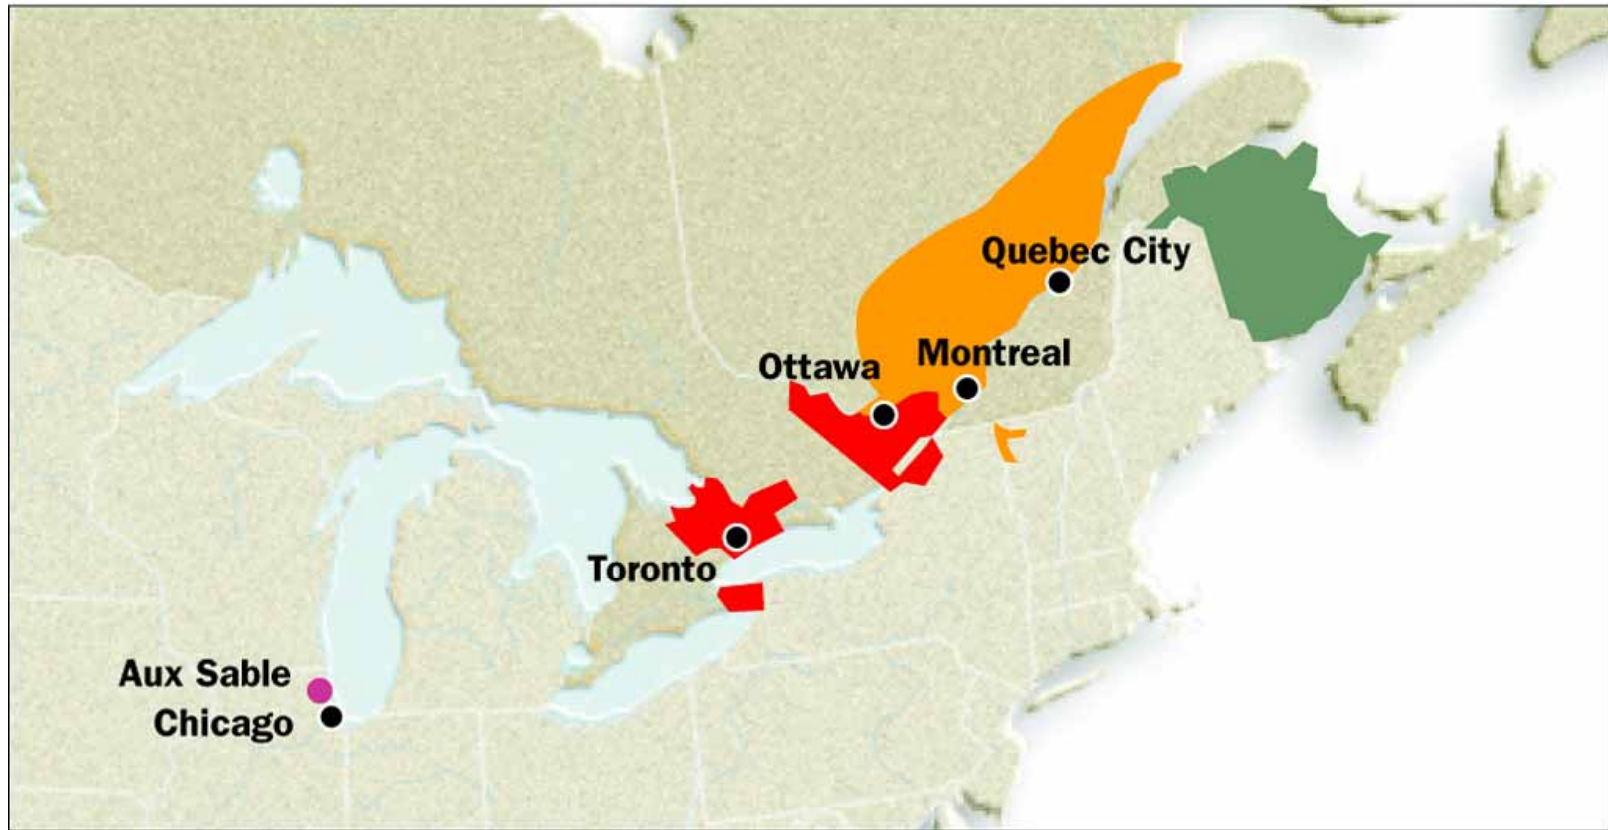 Quebec City
Montreal
Ottawa
Toronto
Aux Sable
Chicago